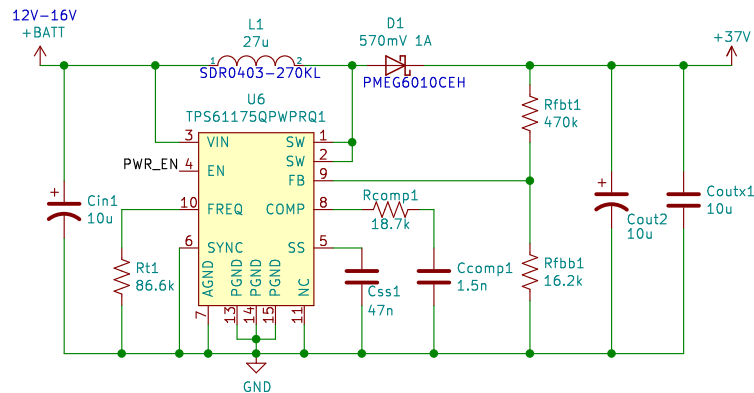 12V-16V
+BATT
L1
27u
1
2
SDR0403-270KL
D1
570mV 1A
PMEG6010CEH
+37V
U6
TPS61175QPWPRQ1
3 VIN
SW 1
PWR_EN 4 EN
SW 2
FB 9
10 FREQ
COMP 8
6 SYNC
SS 5
AGND
PGND
PGND
PGND
NC
7
13
14
15
11
Rfbt1
470k
Rcomp1
18.7k
+
Cin1
10u
+
Cout2
10u
Coutx1
10u
Rt1
86.6k
Css1
47n
Ccomp1
1.5n
Rfbb1
16.2k
GND